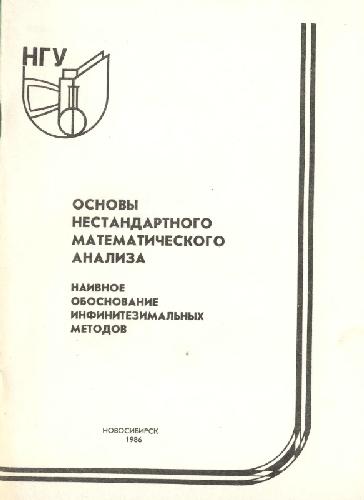 НГУ
ОСНОВЫ
НЕСТАНДАРТНОГО
МАТЕМАТИЧЕСКОГО
АНАЛИЗА
НАИВНОЕ
ОБОСНОВАНИЕ
ИНФИНИТЕЗИМАЛЬНЫХ
МЕТОДОВ
НОВОСИБИРСК
1986